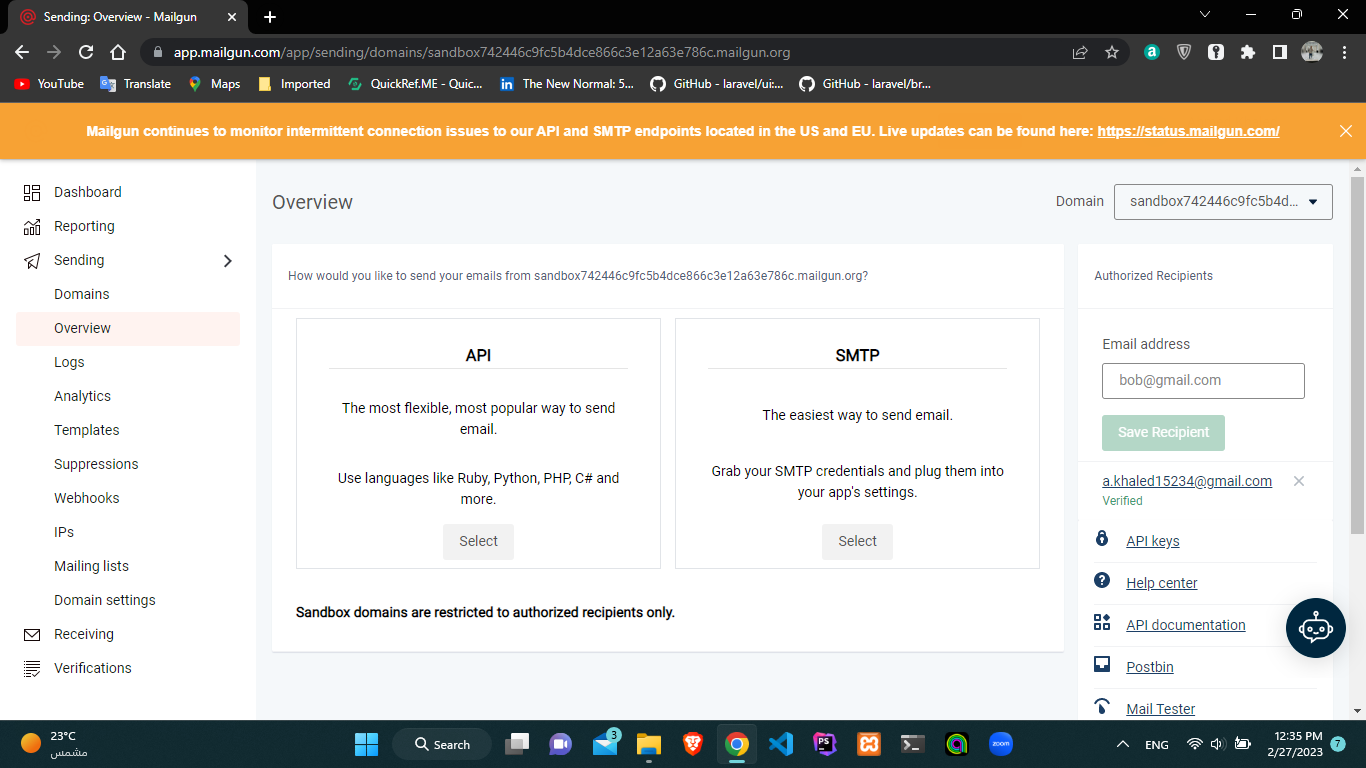 Sending: Overview - Mailgun
app.mailgun.com/app/sending/domains/sandbox742446c9fc5b4dce866c3e12a63e786c.mailgun.org
YouTube
Translate
Maps
Imported
QuickRef.ME - Quic...
The New Normal: 5...
GitHub - laravel/ui:...
GitHub - laravel/br...
Mailgun continues to monitor intermittent connection issues to our API and SMTP endpoints located in the US and EU. Live updates can be found here: https://status.mailgun.com/
Dashboard
Reporting
Sending
Domains
Overview
Logs
Analytics
Templates
Suppressions
Webhooks
IPs
Mailing lists
Domain settings
Receiving
Verifications
Overview
Domain
sandbox742446c9fc5b4d...
How would you like to send your emails from sandbox742446c9fc5b4dce866c3e12a63e786c.mailgun.org?
API
The most flexible, most popular way to send
email.
Use languages like Ruby, Python, PHP, C# and
more.
Select
SMTP
The easiest way to send email.
Grab your SMTP credentials and plug them into
your app's settings.
Select
Sandbox domains are restricted to authorized recipients only.
Authorized Recipients
Email address
bob@gmail.com
Save Recipient
a.khaled15234@gmail.com
Verified
API keys
Help center
API documentation
Postbin
Mail Tester
23°C
مشمس
Search
3
PS
zoom
ENG
12:35 PM
2/27/2023
7